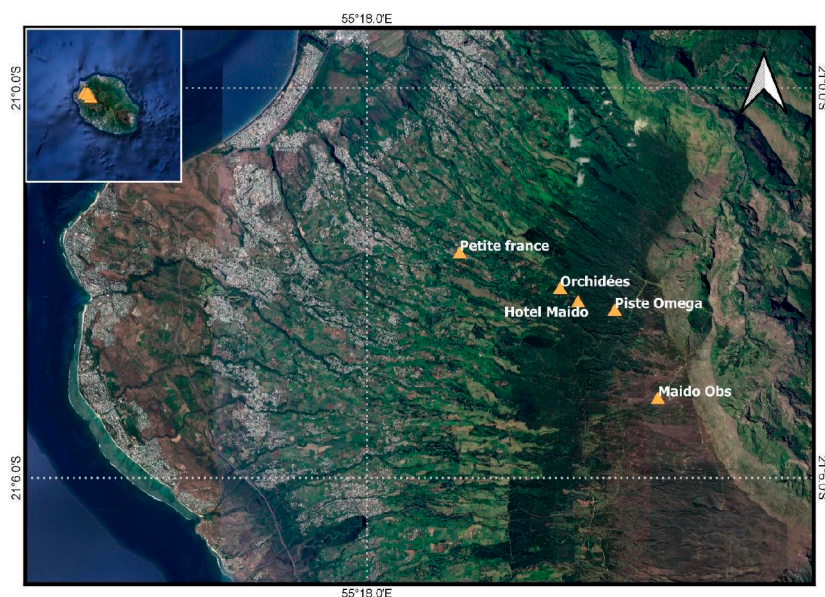 55°18.0'E
21°0.0'S
21°0.0'S
Petite france
Orchidées
Hotel Maido
Piste Omega
Maido Obs
21°6.0'S
21°6.0'S
55°18.0'E